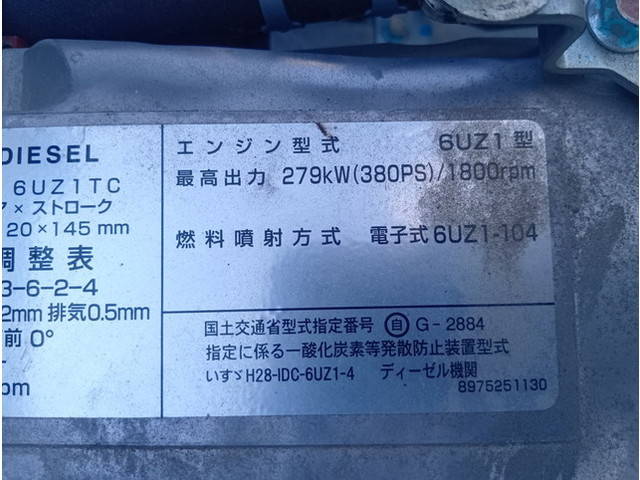 DIESEL
6UZ1TC
× ストローク
20×145mm
調整表
3-6-2-4
2mm 排気0.5mm
前 0°
pm
エンジン型式 6UZ1型
最高出力 279kW(380PS)/1800rpm
燃料噴射方式 電子式6UZ1-104
国土交通省型式指定番号 自 G-2884
指定に係る一酸化炭素等発散防止装置型式
いすゞH28-IDC-6UZ1-4 ディーゼル機関
8975251130